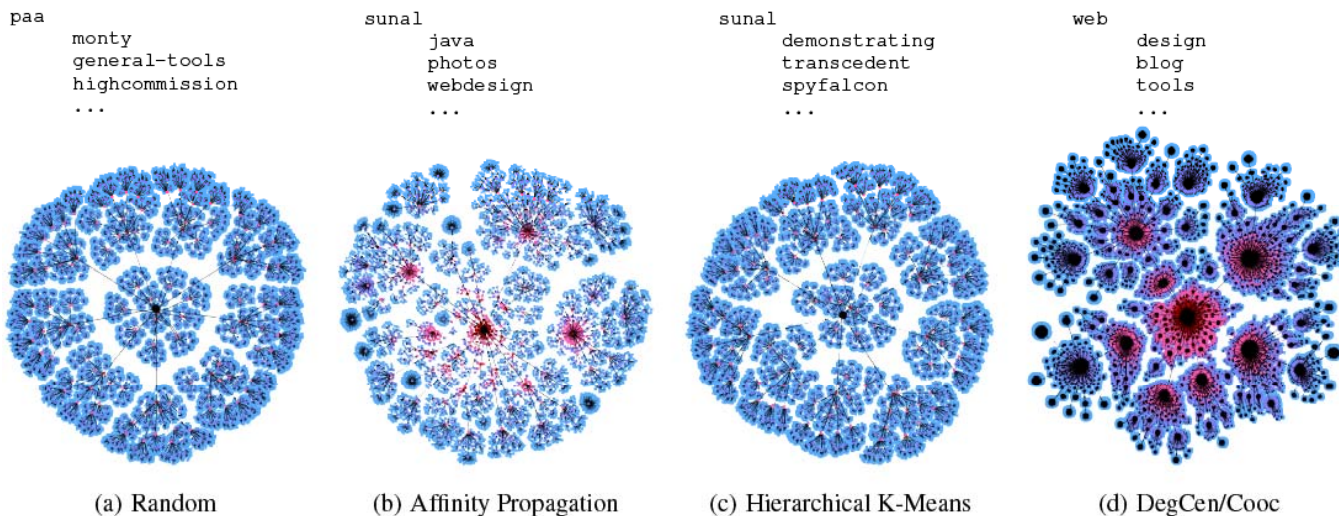 paa
monty
general-tools
highcommission
...
sunal
java
photos
webdesign
...
sunal
demonstrating
transcedent
spyfalcon
...
web
design
blog
tools
...
(a) Random
(b) Affinity Propagation
(c) Hierarchical K-Means
(d) DegCen/Cooc